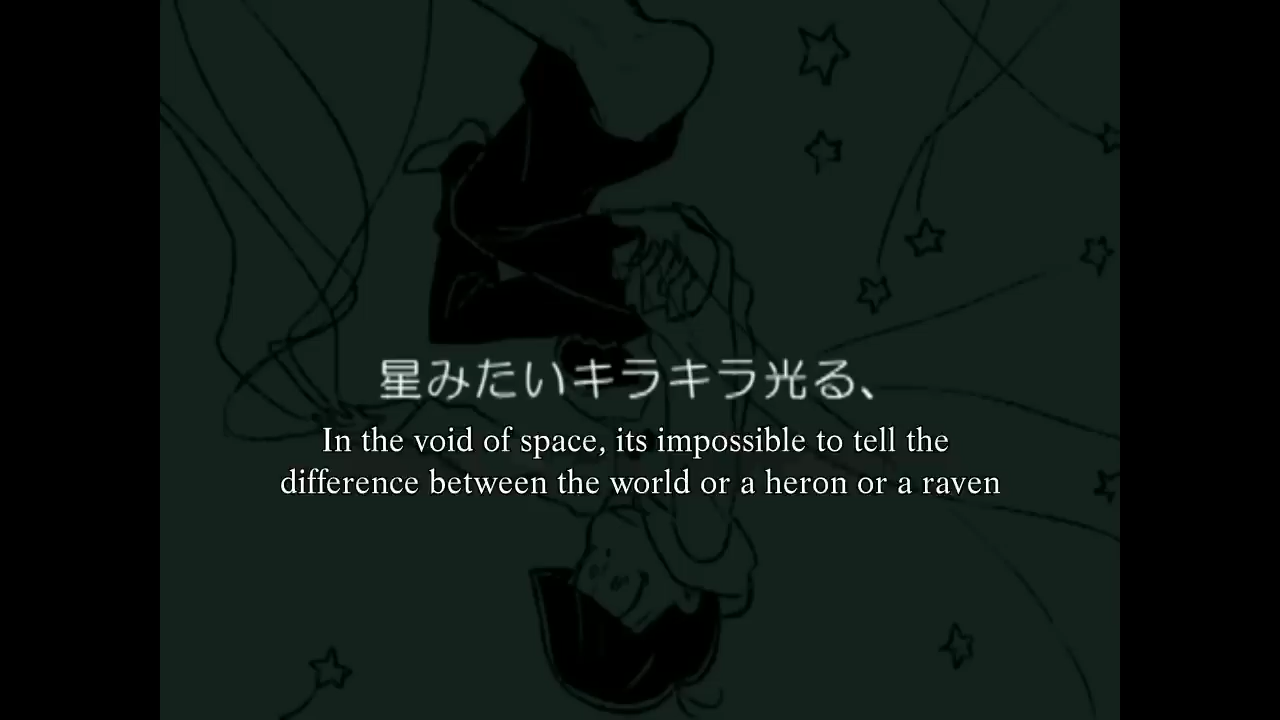 星みたいキラキラ光る、
In the void of space, its impossible to tell the
difference between the world or a heron or a raven